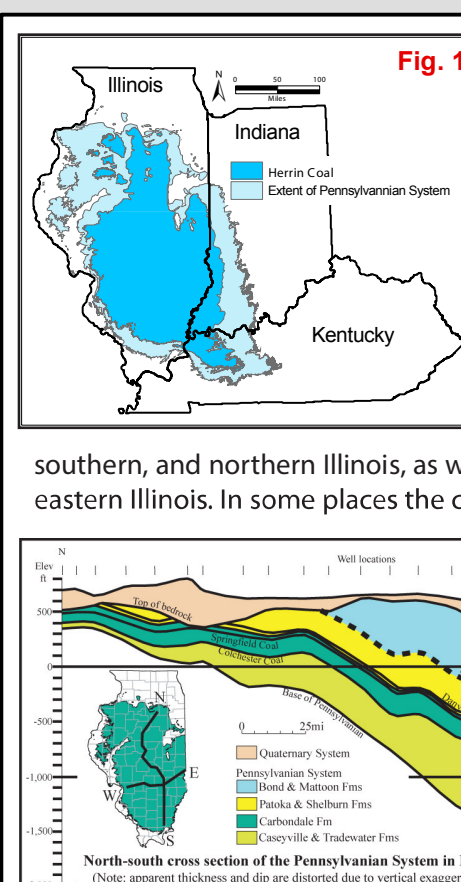 Fig. 1
Illinois
N
0 50 100
Miles
Indiana
Herrin Coal
Extent of Pennsylvannian System
Kentucky
southern, and northern Illinois, as w
eastern Illinois. In some places the c
N
Well locations
Elev
ft
500
0
-500
-1,000
-1,500
Top of bedrock
Springfield Coal
Colchester Coal
Base of Pennsylvanian
Dan
N
E
W
S
0 25mi
Quaternary System
Pennsylvanian System
Bond & Mattoon Fms
Patoka & Shelburn Fms
Carbondale Fm
Caseyville & Tradewater Fms
North-south cross section of the Pennsylvanian System in
(Note: apparent thickness and dip are distorted due to vertical exagger